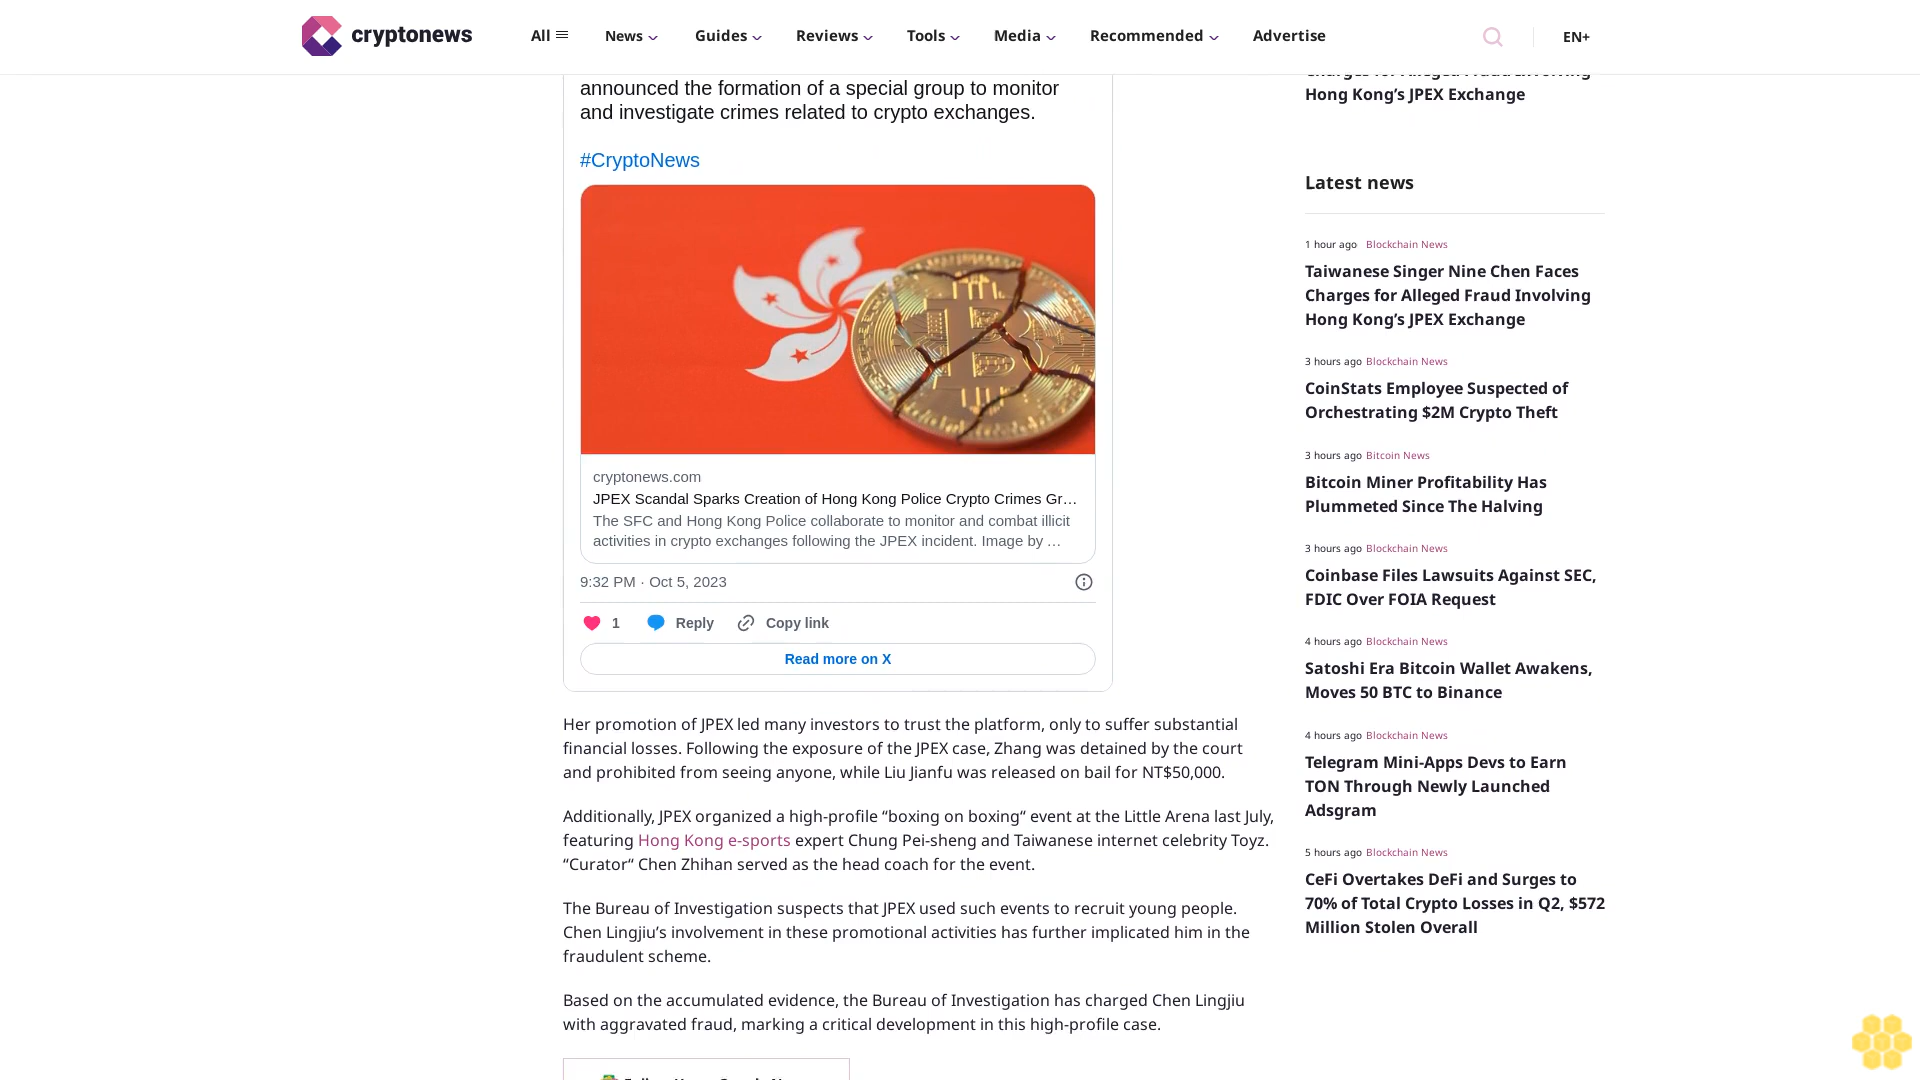 cryptonews
All
News
Guides
Reviews
Tools
Media
Recommended
Advertise
EN+
announced the formation of a special group to monitor
and investigate crimes related to crypto exchanges.
#CryptoNews
cryptonews.com
JPEX Scandal Sparks Creation of Hong Kong Police Crypto Crimes Gr…
The SFC and Hong Kong Police collaborate to monitor and combat illicit
activities in crypto exchanges following the JPEX incident. Image by …
9:32 PM · Oct 5, 2023
1
Reply
Copy link
Read more on X
Her promotion of JPEX led many investors to trust the platform, only to suffer substantial
financial losses. Following the exposure of the JPEX case, Zhang was detained by the court
and prohibited from seeing anyone, while Liu Jianfu was released on bail for NT$50,000.
Additionally, JPEX organized a high-profile “boxing on boxing“ event at the Little Arena last July,
featuring Hong Kong e-sports expert Chung Pei-sheng and Taiwanese internet celebrity Toyz.
“Curator“ Chen Zhihan served as the head coach for the event.
The Bureau of Investigation suspects that JPEX used such events to recruit young people.
Chen Lingjiu’s involvement in these promotional activities has further implicated him in the
fraudulent scheme.
Based on the accumulated evidence, the Bureau of Investigation has charged Chen Lingjiu
with aggravated fraud, marking a critical development in this high-profile case.
Charges for Alleged Fraud Involving
Hong Kong’s JPEX Exchange
Latest news
1 hour ago Blockchain News
Taiwanese Singer Nine Chen Faces
Charges for Alleged Fraud Involving
Hong Kong’s JPEX Exchange
3 hours ago Blockchain News
CoinStats Employee Suspected of
Orchestrating $2M Crypto Theft
3 hours ago Bitcoin News
Bitcoin Miner Profitability Has
Plummeted Since The Halving
3 hours ago Blockchain News
Coinbase Files Lawsuits Against SEC,
FDIC Over FOIA Request
4 hours ago Blockchain News
Satoshi Era Bitcoin Wallet Awakens,
Moves 50 BTC to Binance
4 hours ago Blockchain News
Telegram Mini-Apps Devs to Earn
TON Through Newly Launched
Adsgram
5 hours ago Blockchain News
CeFi Overtakes DeFi and Surges to
70% of Total Crypto Losses in Q2, $572
Million Stolen Overall